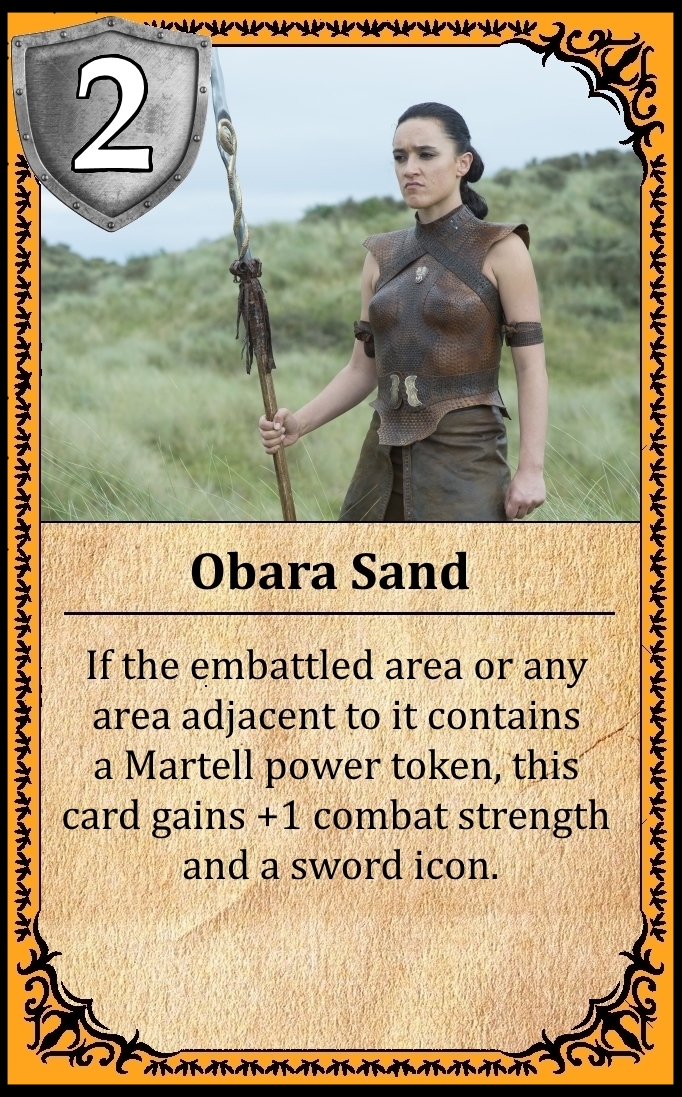 2
Obara Sand
If the embattled area or any
area adjacent to it contains
a Martell power token, this
card gains +1 combat strength
and a sword icon.